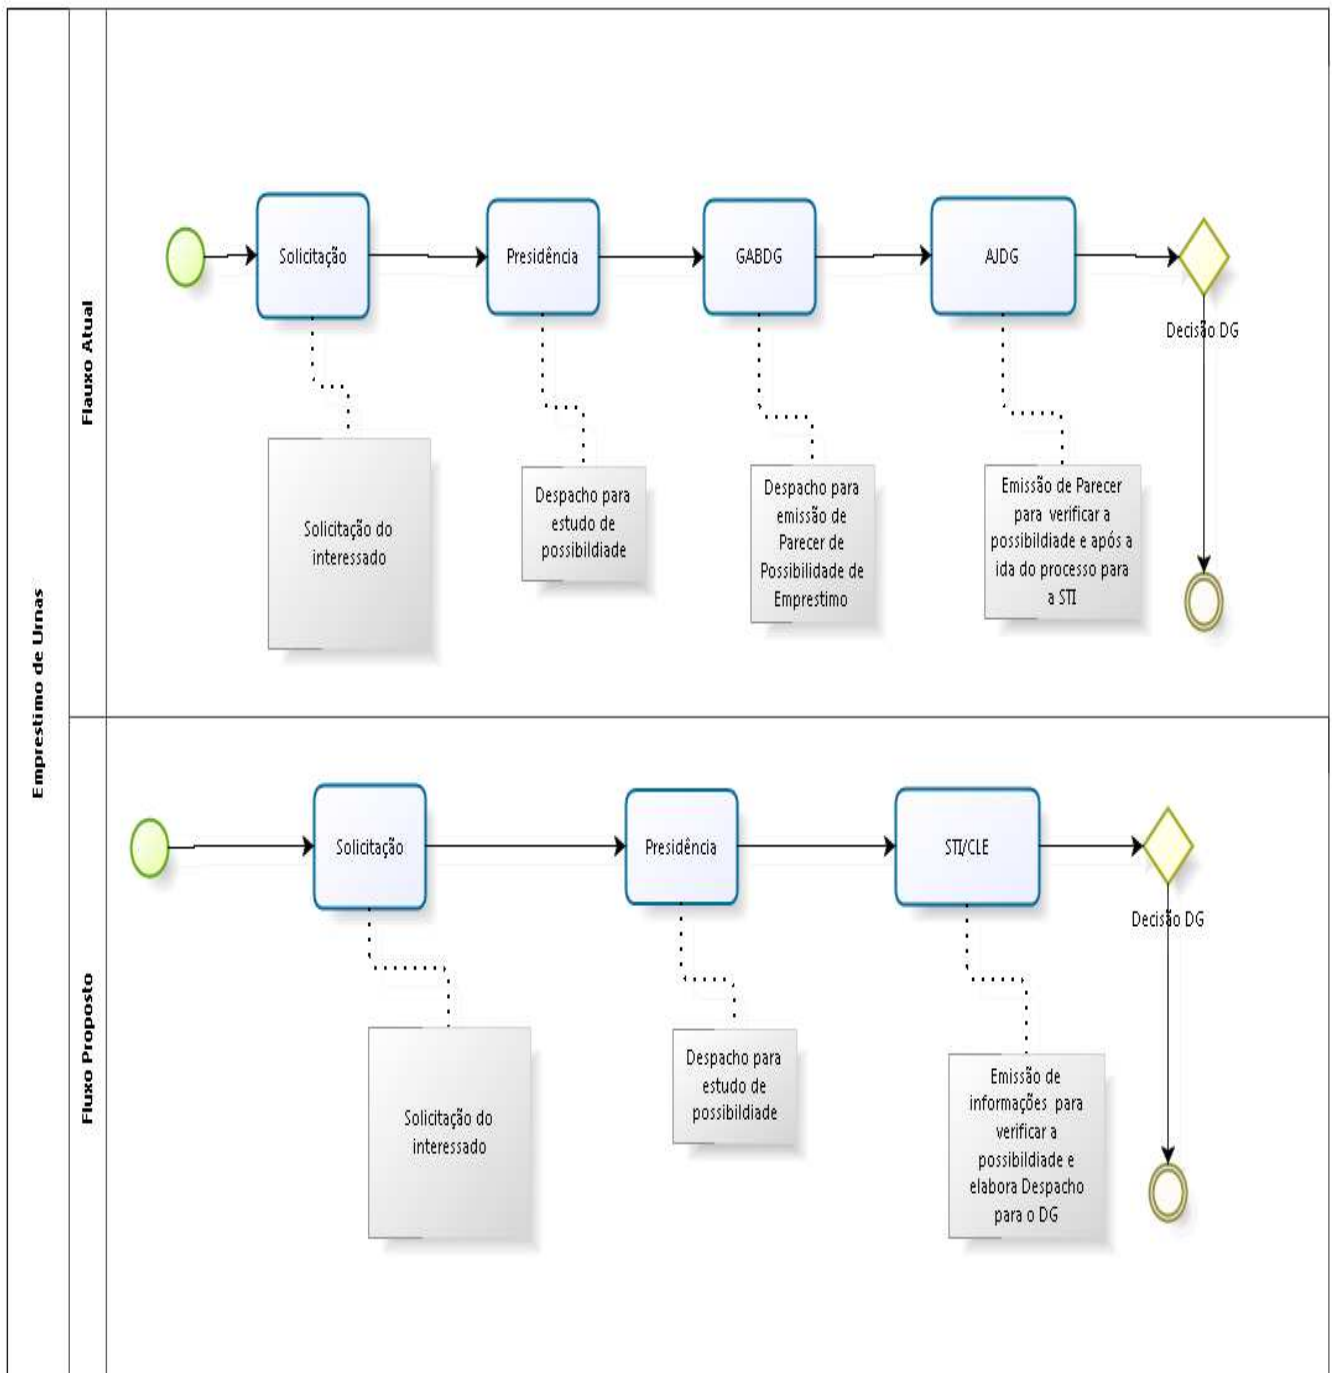 Emprestimo de Urnas
Flauxo Atual
Solicitação
Presidência
GABDG
AJDG
Decisão DG
Solicitação do
interessado
Despacho para
estudo de
possibildiade
Despacho para
emissão de
Parecer de
Possibilidade de
Emprestimo
Emissão de Parecer
para verificar a
possibildiade e após a
ida do processo para
a STI
Fluxo Proposto
Solicitação
Presidência
STI/CLE
Decisão DG
Solicitação do
interessado
Despacho para
estudo de
possibildiade
Emissão de
informações para
verificar a
possibildiade e
elabora Despacho
para o DG